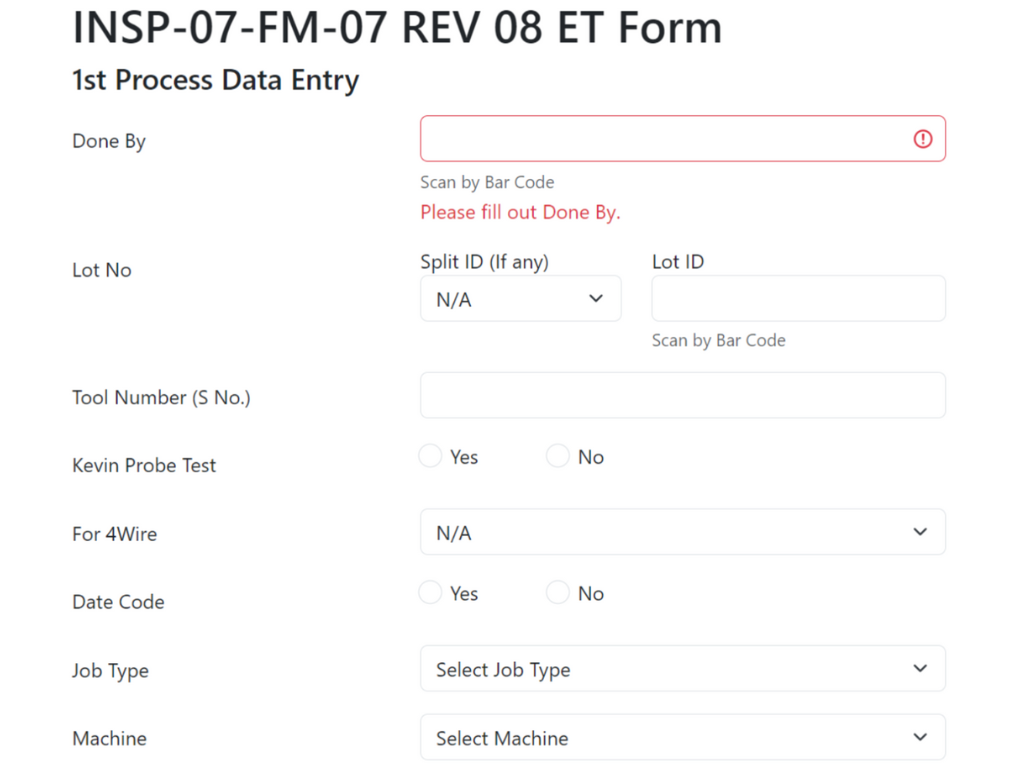 INSP-07-FM-07 REV 08 ET Form
1st Process Data Entry
Done By
Scan by Bar Code
Please fill out Done By.
Lot No
Split ID (If any)
N/A
Lot ID
Scan by Bar Code
Tool Number (S No.)
Kevin Probe Test
Yes No
For 4Wire
N/A
Date Code
Yes No
Job Type
Select Job Type
Machine
Select Machine